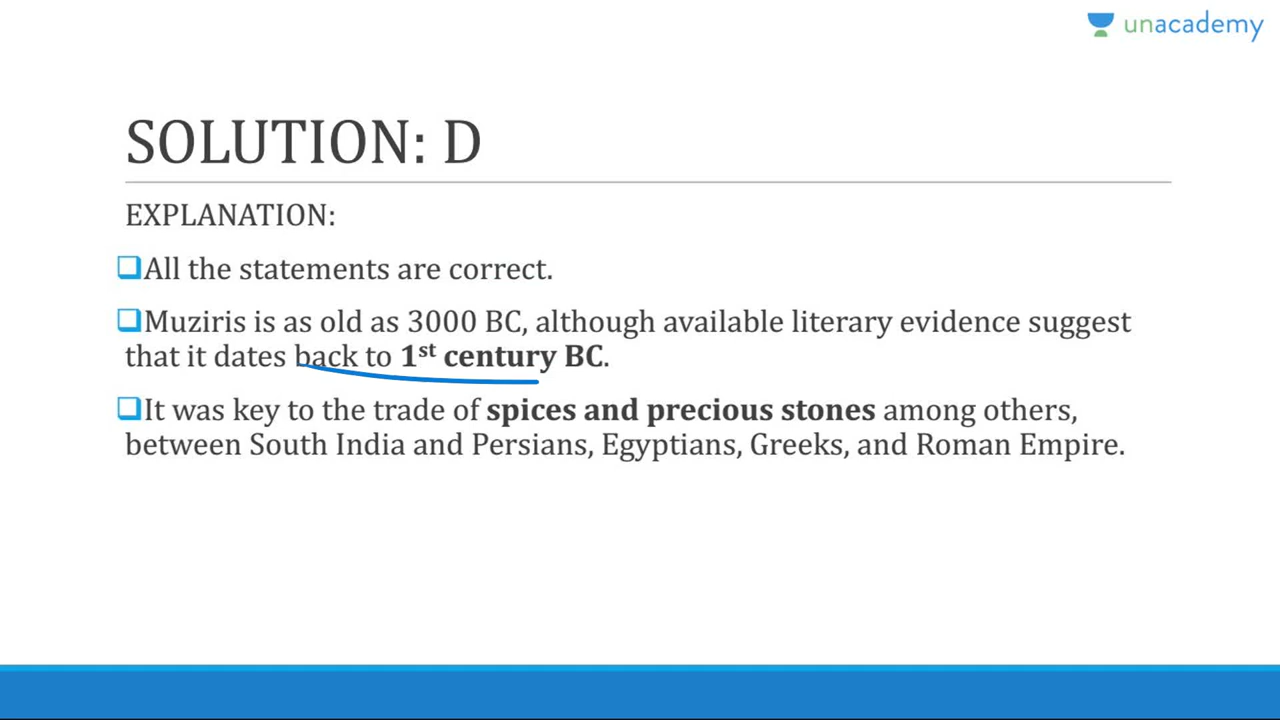 unacademy
SOLUTION: D
EXPLANATION:
All the statements are correct.
Muziris is as old as 3000 BC, although available literary evidence suggest
that it dates back to 1st century BC.
It was key to the trade of spices and precious stones among others,
between South India and Persians, Egyptians, Greeks, and Roman Empire.